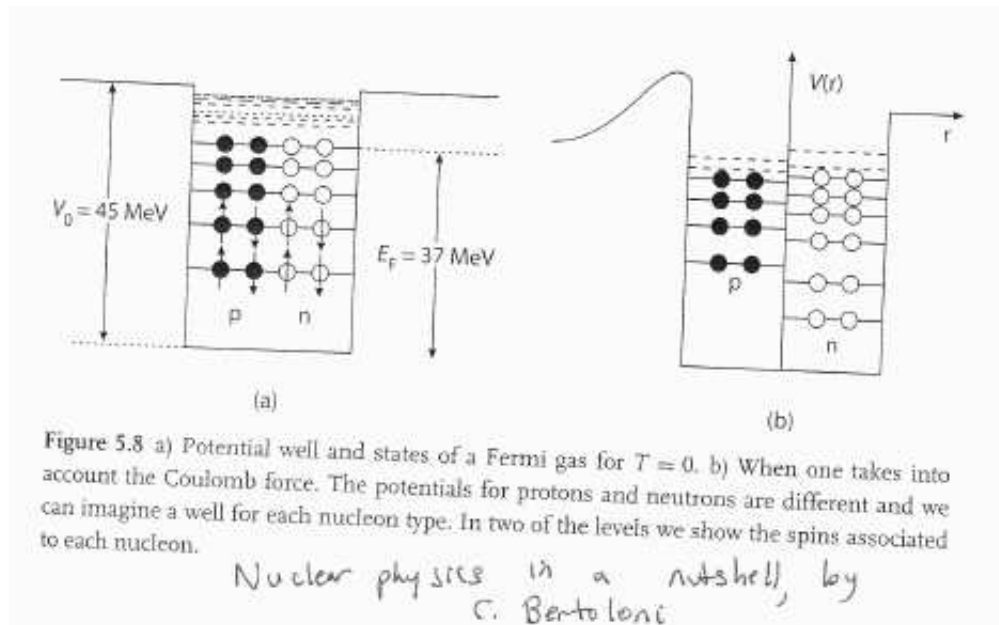 V(r)
r
V₀ = 45 MeV
E_F = 37 MeV
p n
p
n
(a)
(b)
Figure 5.8 a) Potential well and states of a Fermi gas for T = 0. b) When one takes into
account the Coulomb force. The potentials for protons and neutrons are different and we
can imagine a well for each nucleon type. In two of the levels we show the spins associated
to each nucleon.
Nuclear physics in a nutshell, by
C. Bertoloni